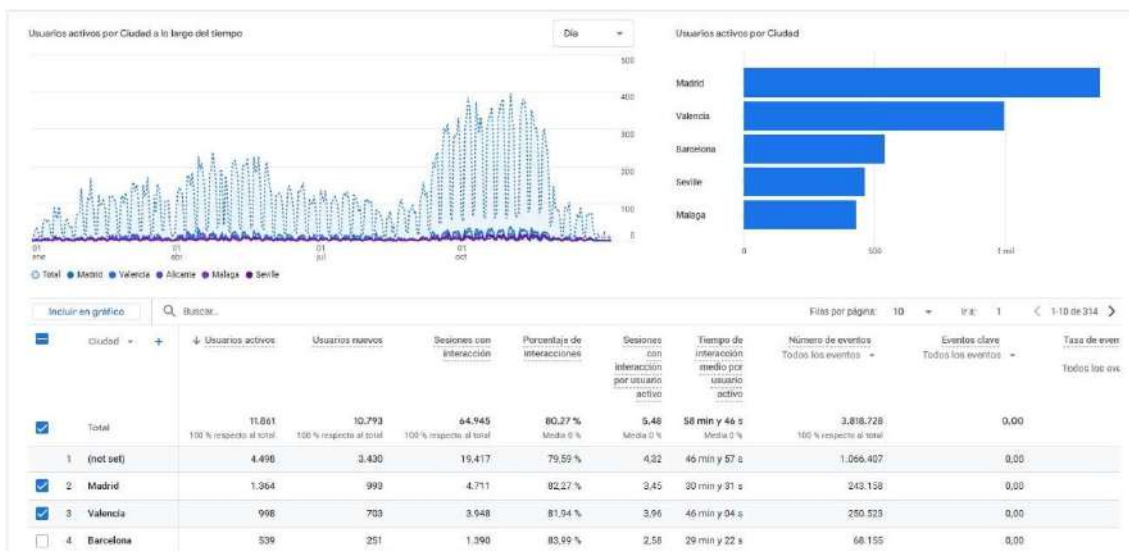 Usuarios activos por Ciudad a lo largo del tiempo
Día
500
400
300
200
100
0
01 ene
01 abr
01 jul
01 oct
Total Madrid Valencia Alicante Malaga Seville
Usuarios activos por Ciudad
Madrid
Valencia
Barcelona
Seville
Malaga
0 500 1 mil
Incluir en gráfico Buscar... Filas por página: 10 Ir a: 1 1-10 de 314
Ciudad + ↓ Usuarios activos Usuarios nuevos Sesiones con interacción Porcentaje de interacciones Sesiones con interacción por usuario activo Tiempo de interacción medio por usuario activo Número de eventos Todos los eventos Eventos clave Todos los eventos Tasa de even Todos los eve
Total 11.861 10.793 64.945 80,27 % 5,48 58 min y 46 s 3.818.728 0,00
100 % respecto al total 100 % respecto al total 100 % respecto al total Media 0 % Media 0 % Media 0 % 100 % respecto al total
1 (not set) 4.498 3.430 19.417 79,59 % 4,32 46 min y 57 s 1.066.407 0,00
2 Madrid 1.364 993 4.711 82,27 % 3,45 30 min y 31 s 243.158 0,00
3 Valencia 998 703 3.948 81,94 % 3,96 46 min y 04 s 250.523 0,00
4 Barcelona 539 251 1.390 83,99 % 2,58 29 min y 22 s 68.155 0,00